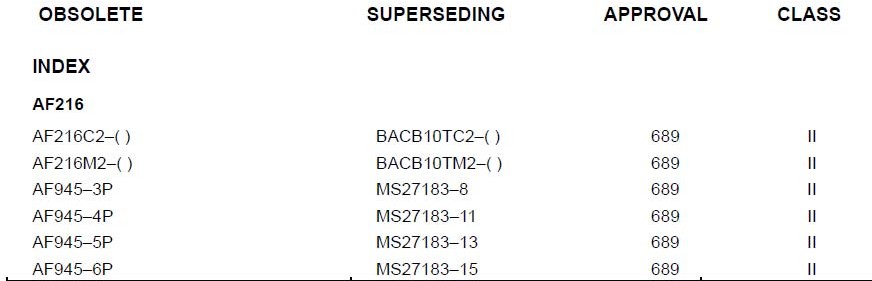 OBSOLETE SUPERSEDING APPROVAL CLASS
INDEX
AF216
AF216C2–( ) BACB10TC2–( ) 689 II
AF216M2–( ) BACB10TM2–( ) 689 II
AF945–3P MS27183–8 689 II
AF945–4P MS27183–11 689 II
AF945–5P MS27183–13 689 II
AF945–6P MS27183–15 689 II